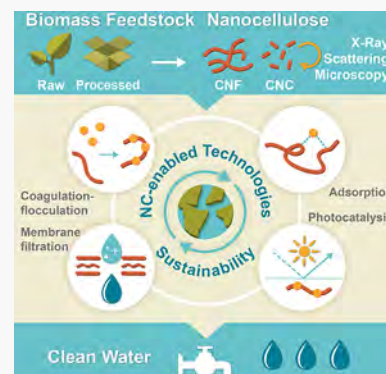 Biomass Feedstock Nanocellulose
Raw Processed
CNF CNC
X-Ray
Scattering
Microscopy
NC-enabled Technologies
Sustainability
Coagulation-
flocculation
Membrane
filtration
Adsorption
Photocatalysis
Clean Water